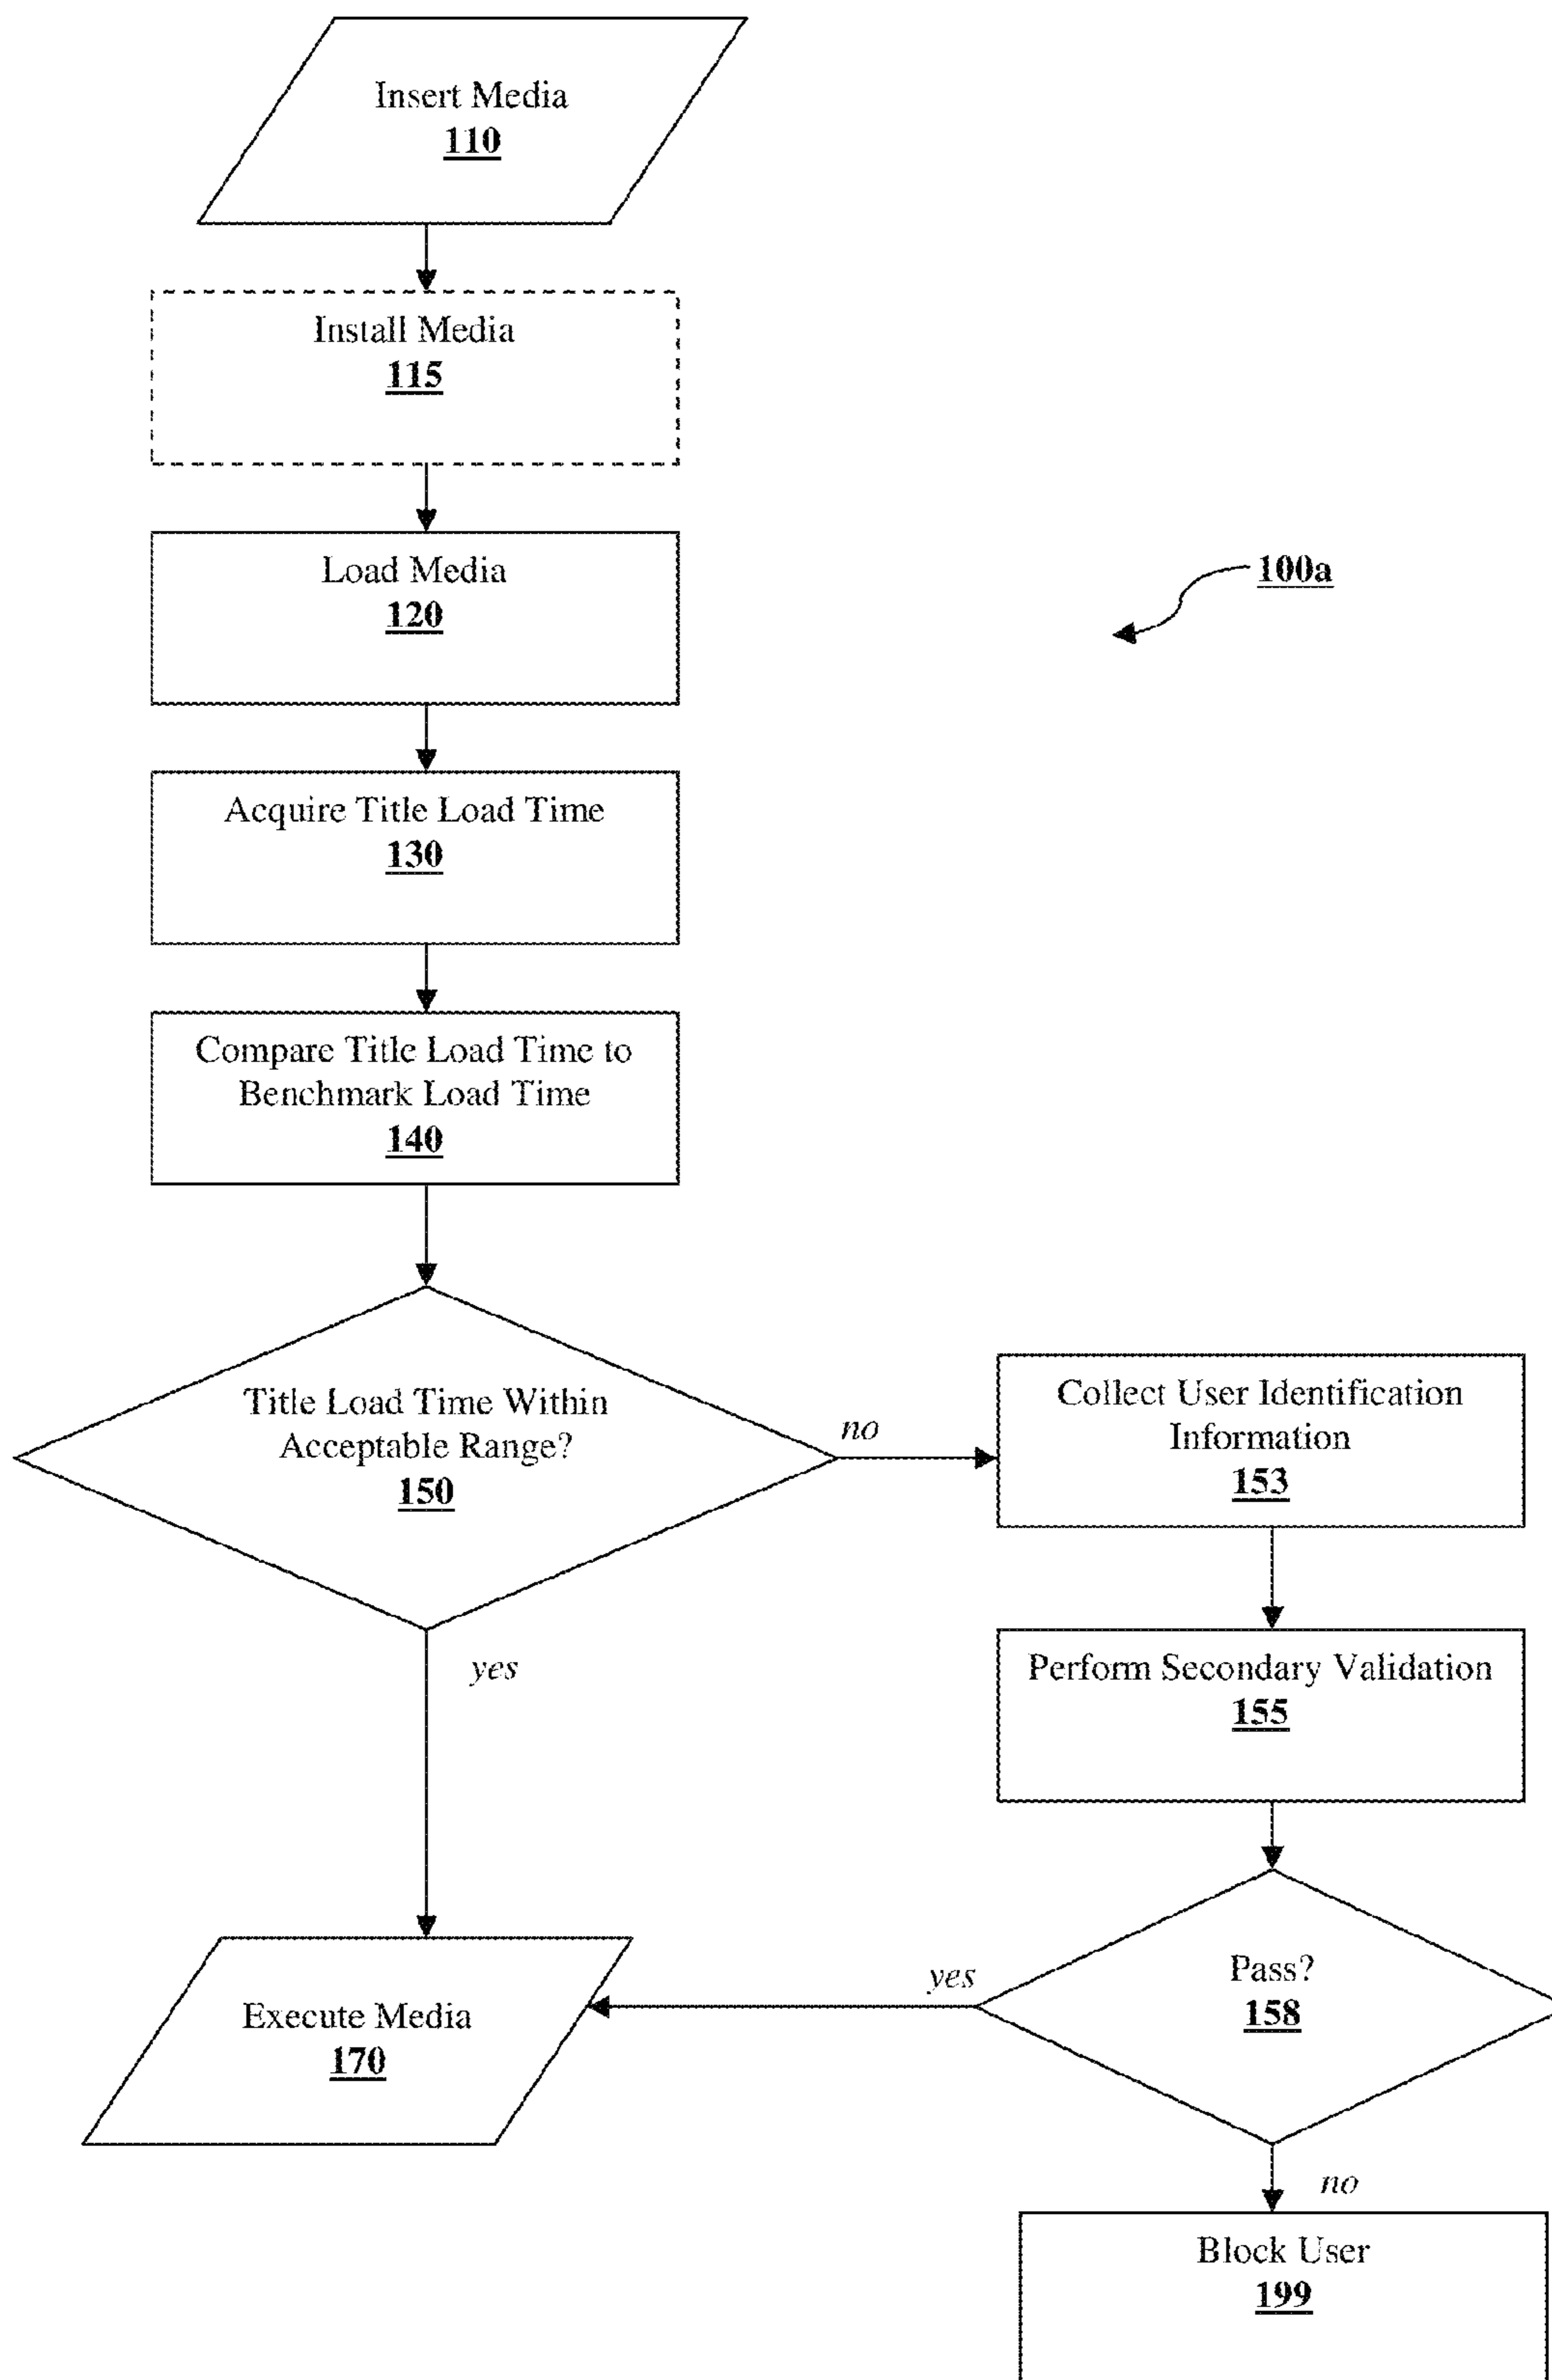 Insert Media
110
Install Media
115
Load Media
120
100a
Acquire Title Load Time
130
Compare Title Load Time to
Benchmark Load Time
140
Title Load Time Within
Acceptable Range?
150
no
Collect User Identification
Information
153
yes
Perform Secondary Validation
155
Execute Media
170
yes
Pass?
158
no
Block User
199